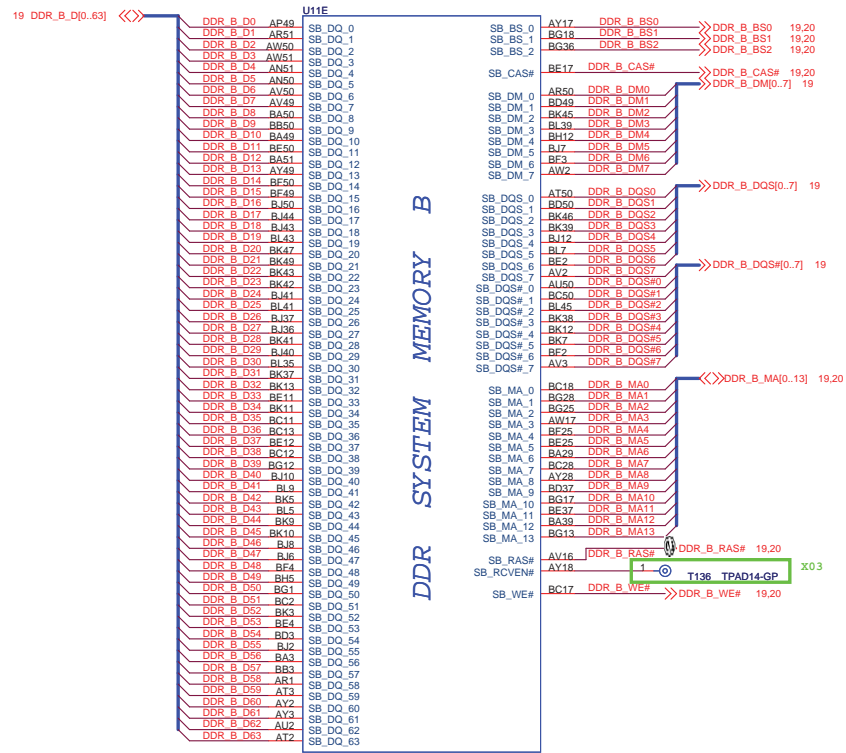 U11E
19 DDR_B_D[0..63]
DDR_B_D0 AP49 SB_DQ_0
DDR_B_D1 AR51 SB_DQ_1
DDR_B_D2 AW50 SB_DQ_2
DDR_B_D3 AW51 SB_DQ_3
DDR_B_D4 AN51 SB_DQ_4
DDR_B_D5 AN50 SB_DQ_5
DDR_B_D6 AV50 SB_DQ_6
DDR_B_D7 AV49 SB_DQ_7
DDR_B_D8 BA50 SB_DQ_8
DDR_B_D9 BB50 SB_DQ_9
DDR_B_D10 BA49 SB_DQ_10
DDR_B_D11 BE50 SB_DQ_11
DDR_B_D12 BA51 SB_DQ_12
DDR_B_D13 AY49 SB_DQ_13
DDR_B_D14 BF50 SB_DQ_14
DDR_B_D15 BF49 SB_DQ_15
DDR_B_D16 BJ50 SB_DQ_16
DDR_B_D17 BJ44 SB_DQ_17
DDR_B_D18 BJ43 SB_DQ_18
DDR_B_D19 BL43 SB_DQ_19
DDR_B_D20 BK47 SB_DQ_20
DDR_B_D21 BK49 SB_DQ_21
DDR_B_D22 BK43 SB_DQ_22
DDR_B_D23 BK42 SB_DQ_23
DDR_B_D24 BJ41 SB_DQ_24
DDR_B_D25 BL41 SB_DQ_25
DDR_B_D26 BJ37 SB_DQ_26
DDR_B_D27 BJ36 SB_DQ_27
DDR_B_D28 BK41 SB_DQ_28
DDR_B_D29 BJ40 SB_DQ_29
DDR_B_D30 BL35 SB_DQ_30
DDR_B_D31 BK37 SB_DQ_31
DDR_B_D32 BK13 SB_DQ_32
DDR_B_D33 BE11 SB_DQ_33
DDR_B_D34 BK11 SB_DQ_34
DDR_B_D35 BC11 SB_DQ_35
DDR_B_D36 BC13 SB_DQ_36
DDR_B_D37 BE12 SB_DQ_37
DDR_B_D38 BC12 SB_DQ_38
DDR_B_D39 BG12 SB_DQ_39
DDR_B_D40 BJ10 SB_DQ_40
DDR_B_D41 BL9 SB_DQ_41
DDR_B_D42 BK5 SB_DQ_42
DDR_B_D43 BL5 SB_DQ_43
DDR_B_D44 BK9 SB_DQ_44
DDR_B_D45 BK10 SB_DQ_45
DDR_B_D46 BJ8 SB_DQ_46
DDR_B_D47 BJ6 SB_DQ_47
DDR_B_D48 BF4 SB_DQ_48
DDR_B_D49 BH5 SB_DQ_49
DDR_B_D50 BG1 SB_DQ_50
DDR_B_D51 BC2 SB_DQ_51
DDR_B_D52 BK3 SB_DQ_52
DDR_B_D53 BE4 SB_DQ_53
DDR_B_D54 BD3 SB_DQ_54
DDR_B_D55 BJ2 SB_DQ_55
DDR_B_D56 BA3 SB_DQ_56
DDR_B_D57 BB3 SB_DQ_57
DDR_B_D58 AR1 SB_DQ_58
DDR_B_D59 AT3 SB_DQ_59
DDR_B_D60 AY2 SB_DQ_60
DDR_B_D61 AY3 SB_DQ_61
DDR_B_D62 AU2 SB_DQ_62
DDR_B_D63 AT2 SB_DQ_63
DDR SYSTEM MEMORY B
SB_BS_0 AY17 DDR_B_BS0 DDR_B_BS0 19,20
SB_BS_1 BG18 DDR_B_BS1 DDR_B_BS1 19,20
SB_BS_2 BG36 DDR_B_BS2 DDR_B_BS2 19,20
SB_CAS# BE17 DDR_B_CAS# DDR_B_CAS# 19,20
DDR_B_DM[0..7] 19
SB_DM_0 AR50 DDR_B_DM0
SB_DM_1 BD49 DDR_B_DM1
SB_DM_2 BK45 DDR_B_DM2
SB_DM_3 BL39 DDR_B_DM3
SB_DM_4 BH12 DDR_B_DM4
SB_DM_5 BJ7 DDR_B_DM5
SB_DM_6 BF3 DDR_B_DM6
SB_DM_7 AW2 DDR_B_DM7
DDR_B_DQS[0..7] 19
SB_DQS_0 AT50 DDR_B_DQS0
SB_DQS_1 BD50 DDR_B_DQS1
SB_DQS_2 BK46 DDR_B_DQS2
SB_DQS_3 BK39 DDR_B_DQS3
SB_DQS_4 BJ12 DDR_B_DQS4
SB_DQS_5 BL7 DDR_B_DQS5
SB_DQS_6 BE2 DDR_B_DQS6
SB_DQS_7 AV2 DDR_B_DQS7
DDR_B_DQS#[0..7] 19
SB_DQS#_0 AU50 DDR_B_DQS#0
SB_DQS#_1 BC50 DDR_B_DQS#1
SB_DQS#_2 BL45 DDR_B_DQS#2
SB_DQS#_3 BK38 DDR_B_DQS#3
SB_DQS#_4 BK12 DDR_B_DQS#4
SB_DQS#_5 BK7 DDR_B_DQS#5
SB_DQS#_6 BF2 DDR_B_DQS#6
SB_DQS#_7 AV3 DDR_B_DQS#7
DDR_B_MA[0..13] 19,20
SB_MA_0 BC18 DDR_B_MA0
SB_MA_1 BG28 DDR_B_MA1
SB_MA_2 BG25 DDR_B_MA2
SB_MA_3 AW17 DDR_B_MA3
SB_MA_4 BF25 DDR_B_MA4
SB_MA_5 BE25 DDR_B_MA5
SB_MA_6 BA29 DDR_B_MA6
SB_MA_7 BC28 DDR_B_MA7
SB_MA_8 AY28 DDR_B_MA8
SB_MA_9 BD37 DDR_B_MA9
SB_MA_10 BG17 DDR_B_MA10
SB_MA_11 BE37 DDR_B_MA11
SB_MA_12 BA39 DDR_B_MA12
SB_MA_13 BG13 DDR_B_MA13
SB_RAS# AV16 DDR_B_RAS# DDR_B_RAS# 19,20
SB_RCVEN# AY18 1 T136 TPAD14-GP X03
SB_WE# BC17 DDR_B_WE# DDR_B_WE# 19,20